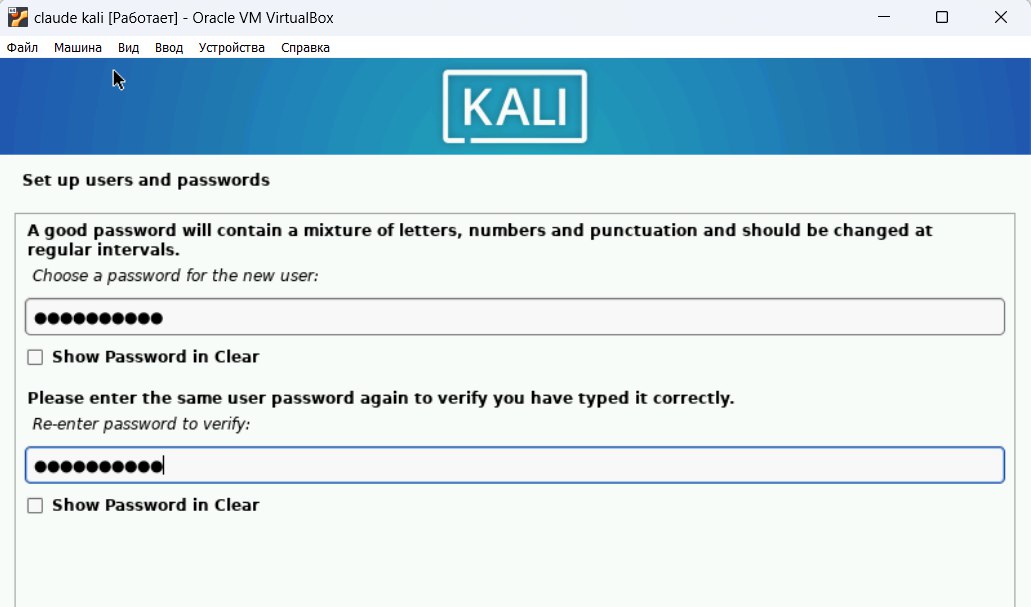 claude kali [Работает] - Oracle VM VirtualBox
Файл Машина Вид Ввод Устройства Справка
KALI
Set up users and passwords
A good password will contain a mixture of letters, numbers and punctuation and should be changed at
regular intervals.
Choose a password for the new user:
●●●●●●●●●●
Show Password in Clear
Please enter the same user password again to verify you have typed it correctly.
Re-enter password to verify:
●●●●●●●●●●
Show Password in Clear